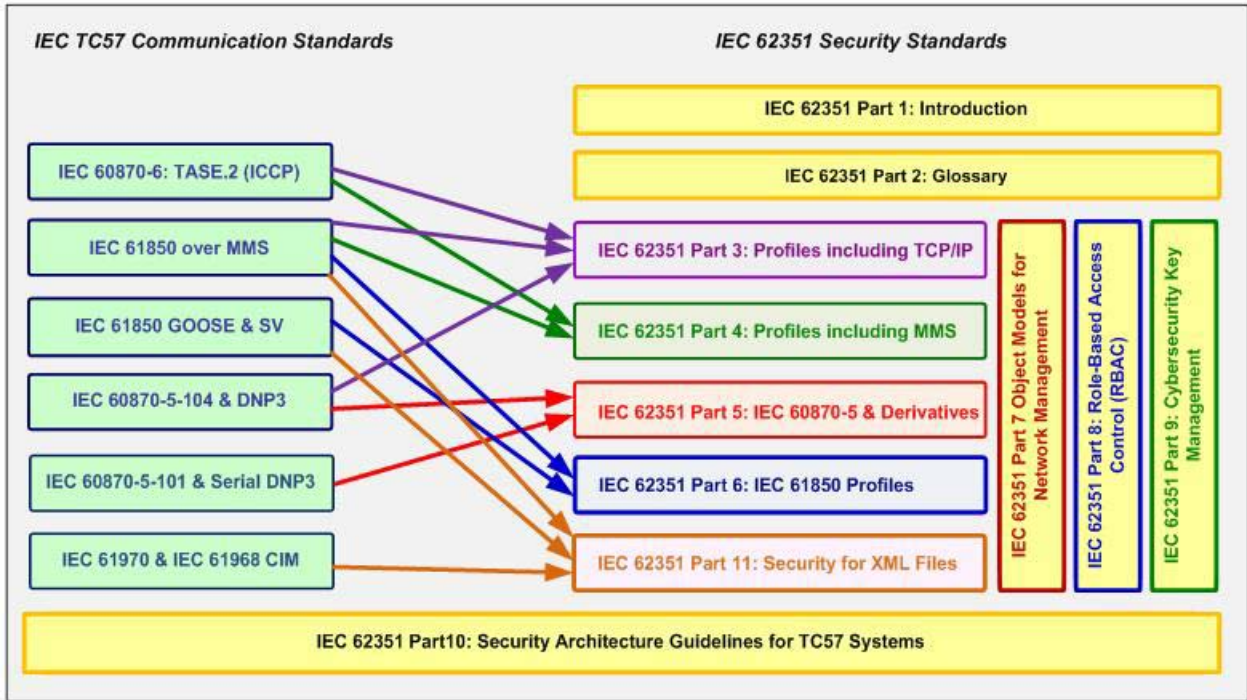 IEC TC57 Communication Standards
IEC 62351 Security Standards
IEC 62351 Part 1: Introduction
IEC 62351 Part 2: Glossary
IEC 60870-6: TASE.2 (ICCP)
IEC 61850 over MMS
IEC 61850 GOOSE & SV
IEC 60870-5-104 & DNP3
IEC 60870-5-101 & Serial DNP3
IEC 61970 & IEC 61968 CIM
IEC 62351 Part 3: Profiles including TCP/IP
IEC 62351 Part 4: Profiles including MMS
IEC 62351 Part 5: IEC 60870-5 & Derivatives
IEC 62351 Part 6: IEC 61850 Profiles
IEC 62351 Part 11: Security for XML Files
IEC 62351 Part 7 Object Models for
Network Management
IEC 62351 Part 8: Role-Based Access
Control (RBAC)
IEC 62351 Part 9: Cybersecurity Key
Management
IEC 62351 Part10: Security Architecture Guidelines for TC57 Systems